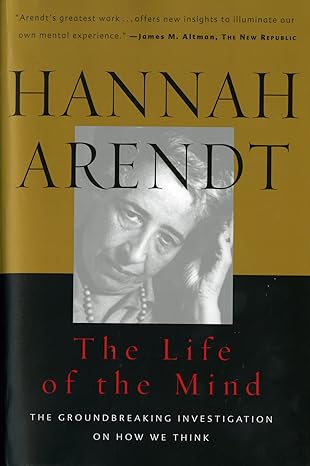 "Arendt's greatest work . . . offers new insights to illuminate our
own mental experience." —James M. Altman, The New Republic
HANNAH
ARENDT
The Life
of the Mind
THE GROUNDBREAKING INVESTIGATION
ON HOW WE THINK